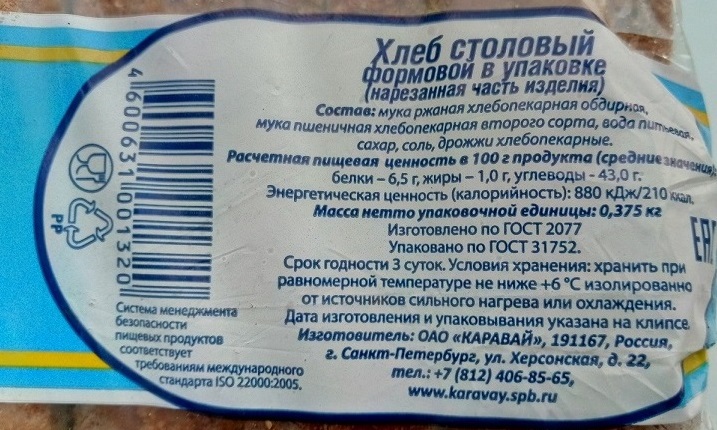 Хлеб столовый
формовой в упаковке
(нарезанная часть изделия)
Состав: мука ржаная хлебопекарная обдирная,
мука пшеничная хлебопекарная второго сорта, вода питьевая,
сахар, соль, дрожжи хлебопекарные.
Расчетная пищевая ценность в 100 г продукта (средние значения):
белки – 6,5 г, жиры – 1,0 г, углеводы - 43,0 г.
Энергетическая ценность (калорийность): 880 кДж/210 ккал.
Масса нетто упаковочной единицы: 0,375 кг
Изготовлено по ГОСТ 2077
Упаковано по ГОСТ 31752.
Срок годности 3 суток. Условия хранения: хранить при
равномерной температуре не ниже +6 °С изолированно
от источников сильного нагрева или охлаждения.
Дата изготовления и упаковывания указана на клипсе.
Изготовитель: ОАО «КАРАВАЙ», 191167, Россия,
г. Санкт-Петербург, ул. Херсонская, д. 22,
тел.: +7 (812) 406-85-65,
www.karavay.spb.ru
4 600631 001320
PP
Система менеджмента
безопасности
пищевых продуктов
соответствует
требованиям международного
стандарта ISO 22000:2005.
EAC